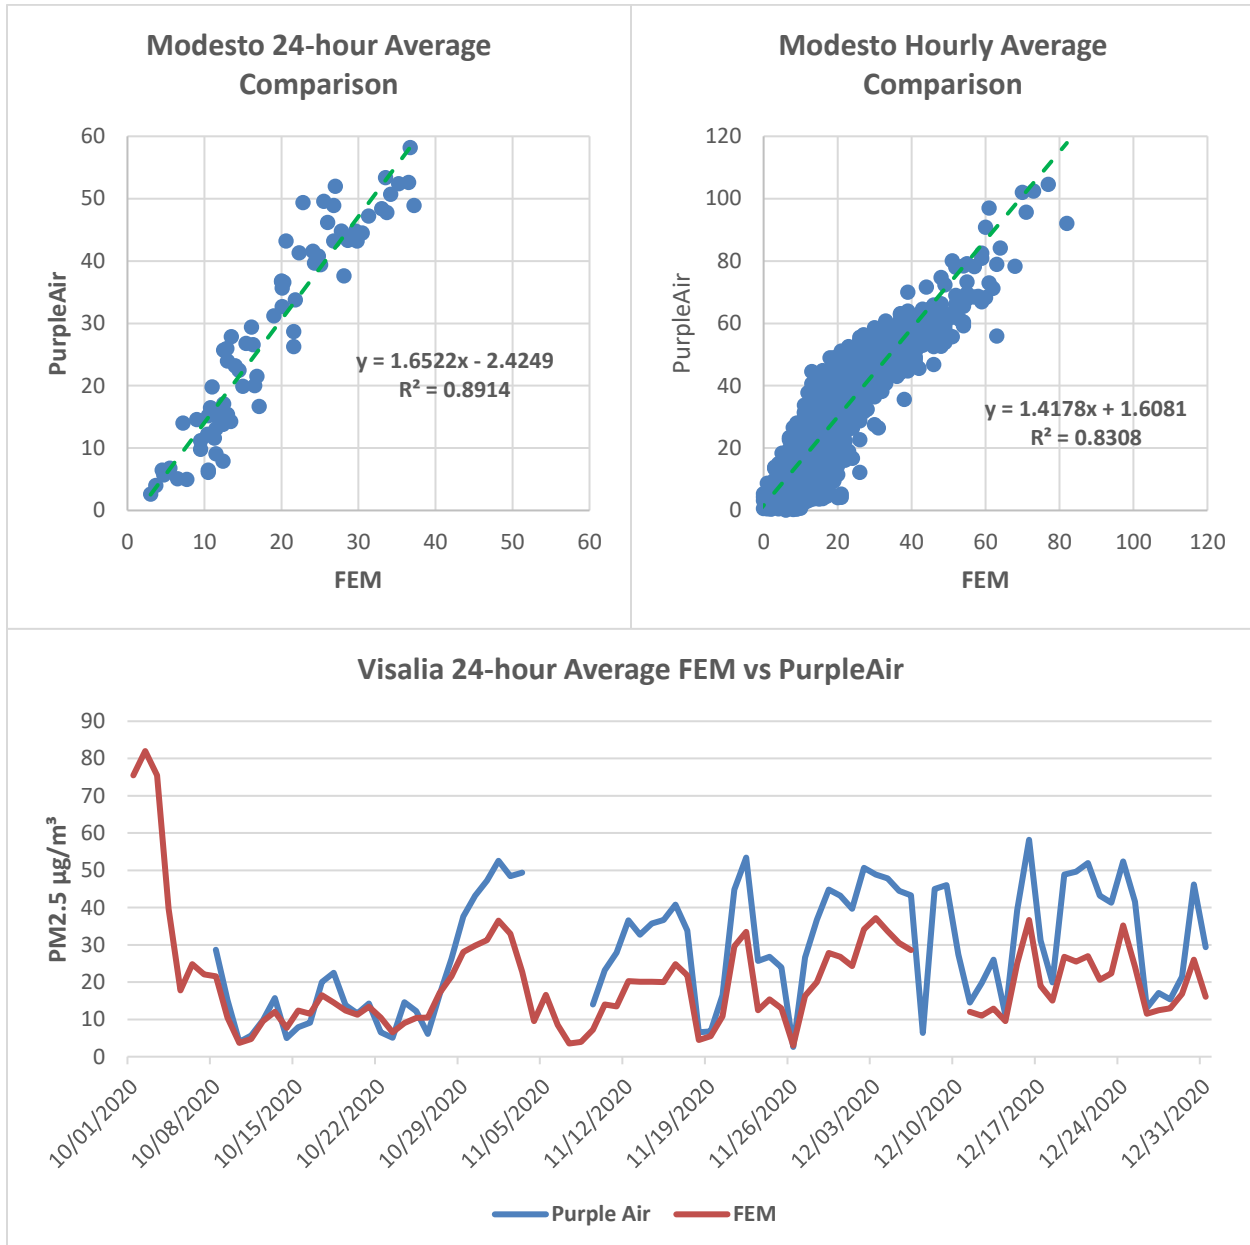 Modesto 24-hour Average
Comparison
PurpleAir
60
50
40
30
20
10
0
y = 1.6522x - 2.4249
R² = 0.8914
0 10 20 30 40 50 60
FEM
Modesto Hourly Average
Comparison
PurpleAir
120
100
80
60
40
20
0
y = 1.4178x + 1.6081
R² = 0.8308
0 20 40 60 80 100 120
FEM
Visalia 24-hour Average FEM vs PurpleAir
PM2.5 µg/m³
90
80
70
60
50
40
30
20
10
0
10/01/2020
10/08/2020
10/15/2020
10/22/2020
10/29/2020
11/05/2020
11/12/2020
11/19/2020
11/26/2020
12/03/2020
12/10/2020
12/17/2020
12/24/2020
12/31/2020
Purple Air FEM